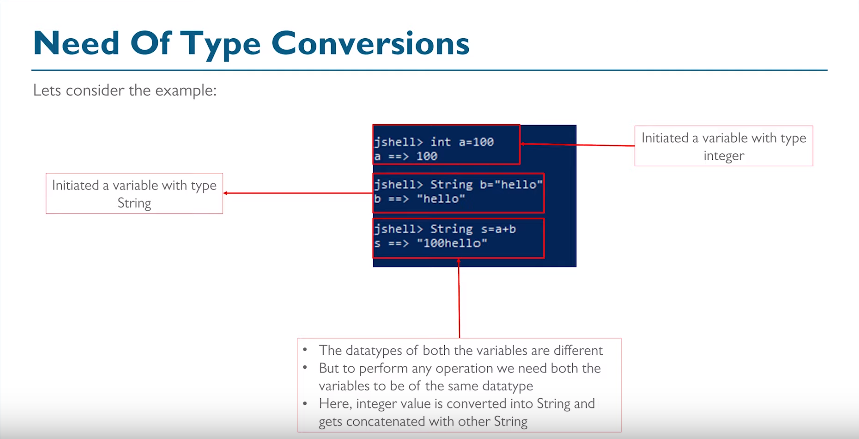 Need Of Type Conversions
Lets consider the example:
jshell> int a=100
a ==> 100
Initiated a variable with type
integer
Initiated a variable with type
String
jshell> String b="hello"
b ==> "hello"
jshell> String s=a+b
s ==> "100hello"
• The datatypes of both the variables are different
• But to perform any operation we need both the
variables to be of the same datatype
• Here, integer value is converted into String and
gets concatenated with other String